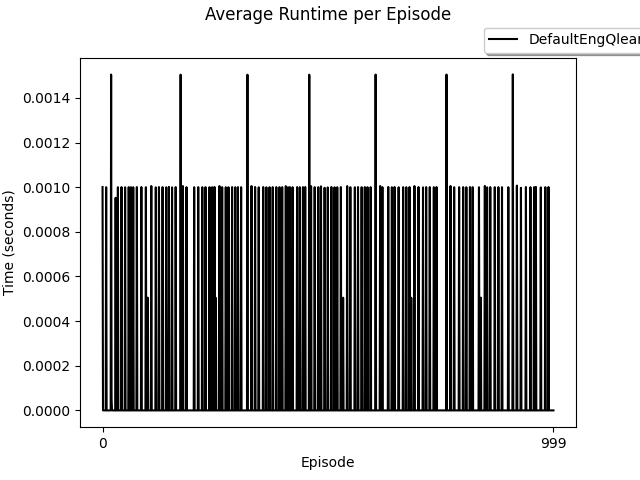 Average Runtime per Episode
DefaultEngQlear
0.0014
0.0012
0.0010
0.0008
0.0006
0.0004
0.0002
0.0000
Time (seconds)
0
999
Episode